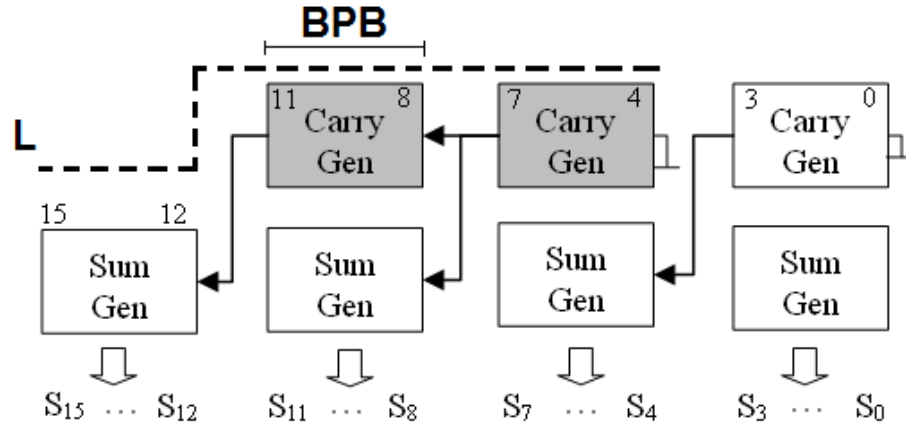 BPB
L
11 8
Carry
Gen
7 4
Carry
Gen
3 0
Carry
Gen
15 12
Sum
Gen
Sum
Gen
Sum
Gen
Sum
Gen
S15 ... S12
S11 ... S8
S7 ... S4
S3 ... S0